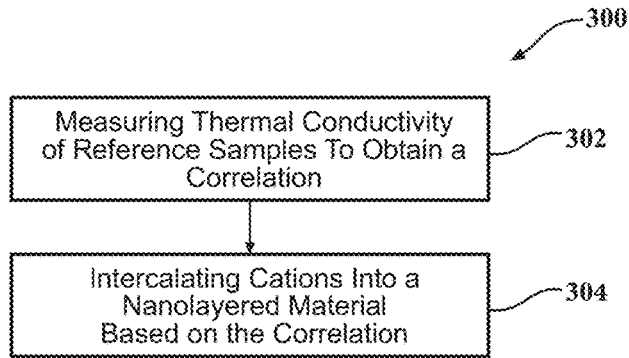 300
Measuring Thermal Conductivity
of Reference Samples To Obtain a
Correlation
302
Intercalating Cations Into a
Nanolayered Material
Based on the Correlation
304